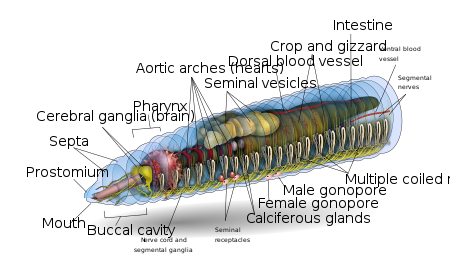 Intestine
Crop and gizzard
Ventral blood
vessel
Dorsal blood vessel
Aortic arches (hearts)
Seminal vesicles
Segmental
nerves
Pharynx
Cerebral ganglia (brain)
Septa
Prostomium
Multiple coiled
Male gonopore
Female gonopore
Calciferous glands
Mouth
Buccal cavity
Nerve cord and
segmental ganglia
Seminal
receptacles